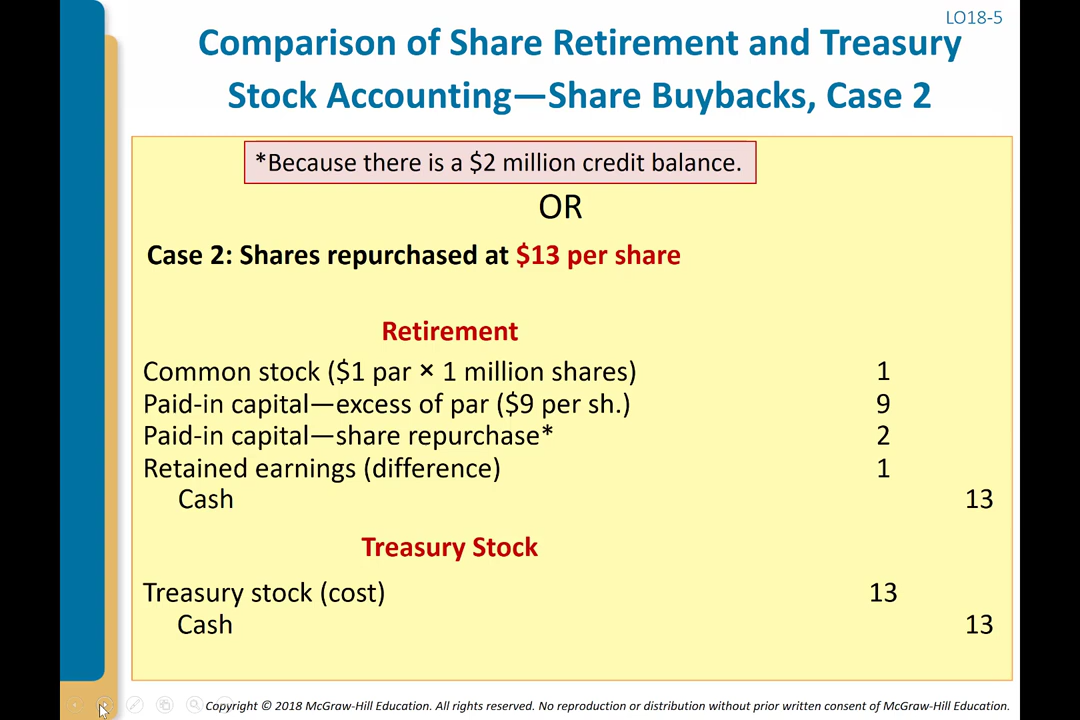 LO18-5
Comparison of Share Retirement and Treasury
Stock Accounting—Share Buybacks, Case 2
*Because there is a $2 million credit balance.
OR
Case 2: Shares repurchased at $13 per share
Retirement
Common stock ($1 par × 1 million shares) 1
Paid-in capital—excess of par ($9 per sh.) 9
Paid-in capital—share repurchase* 2
Retained earnings (difference) 1
Cash 13
Treasury Stock
Treasury stock (cost) 13
Cash 13
Copyright © 2018 McGraw-Hill Education. All rights reserved. No reproduction or distribution without prior written consent of McGraw-Hill Education.